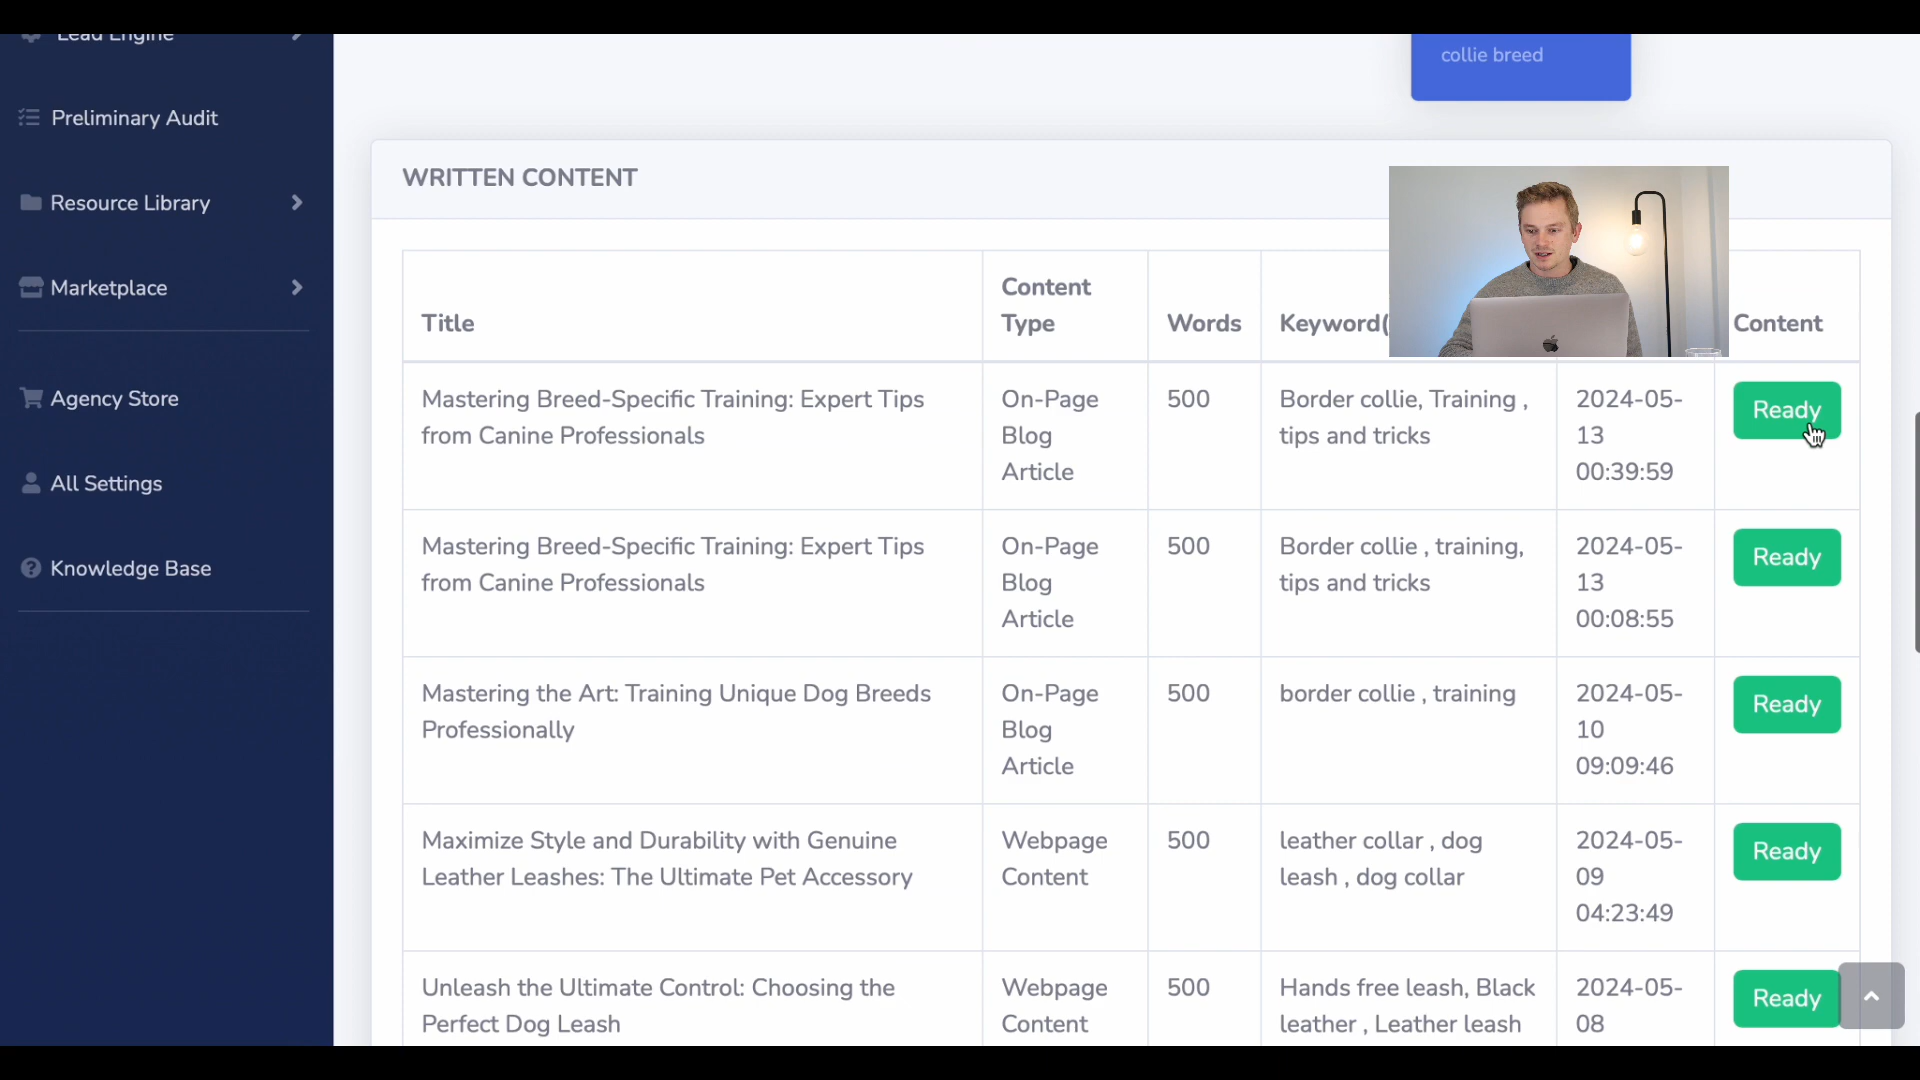 Lead Engine
Preliminary Audit
Resource Library
Marketplace
Agency Store
All Settings
Knowledge Base
collie breed
WRITTEN CONTENT
Title
Content
Type
Words
Keyword(
Content
Mastering Breed-Specific Training: Expert Tips
from Canine Professionals
On-Page
Blog
Article
500
Border collie, Training ,
tips and tricks
2024-05-
13
00:39:59
Ready
Mastering Breed-Specific Training: Expert Tips
from Canine Professionals
On-Page
Blog
Article
500
Border collie , training,
tips and tricks
2024-05-
13
00:08:55
Ready
Mastering the Art: Training Unique Dog Breeds
Professionally
On-Page
Blog
Article
500
border collie , training
2024-05-
10
09:09:46
Ready
Maximize Style and Durability with Genuine
Leather Leashes: The Ultimate Pet Accessory
Webpage
Content
500
leather collar , dog
leash , dog collar
2024-05-
09
04:23:49
Ready
Unleash the Ultimate Control: Choosing the
Perfect Dog Leash
Webpage
Content
500
Hands free leash, Black
leather , Leather leash
2024-05-
08
Ready